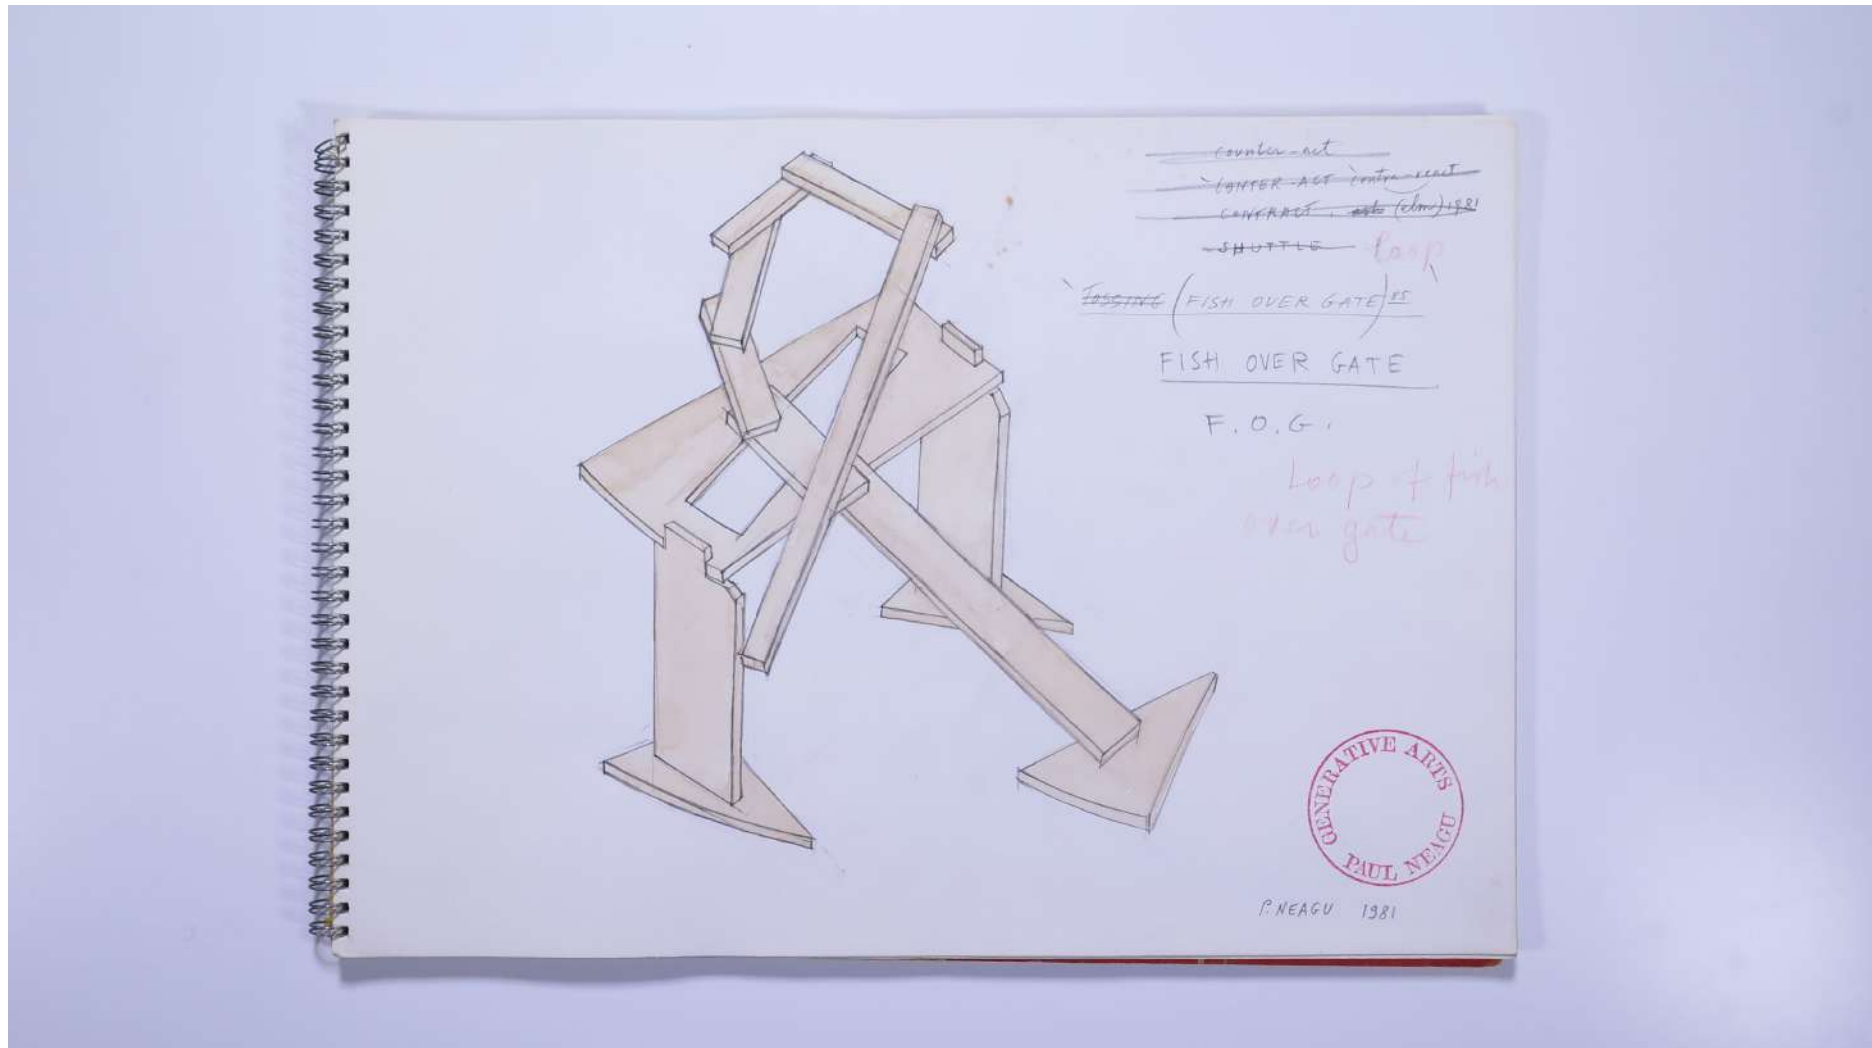 counter-act
'CONTER-ACT contra-react
CONTRACT. (elm) 1981
SHUTTLE loop
'TOSSING (FISH OVER GATE)'
FISH OVER GATE
F.O.G.
Loop of fish
over gate
GENERATIVE ARTS
PAUL NEAGU
P. NEAGU 1981